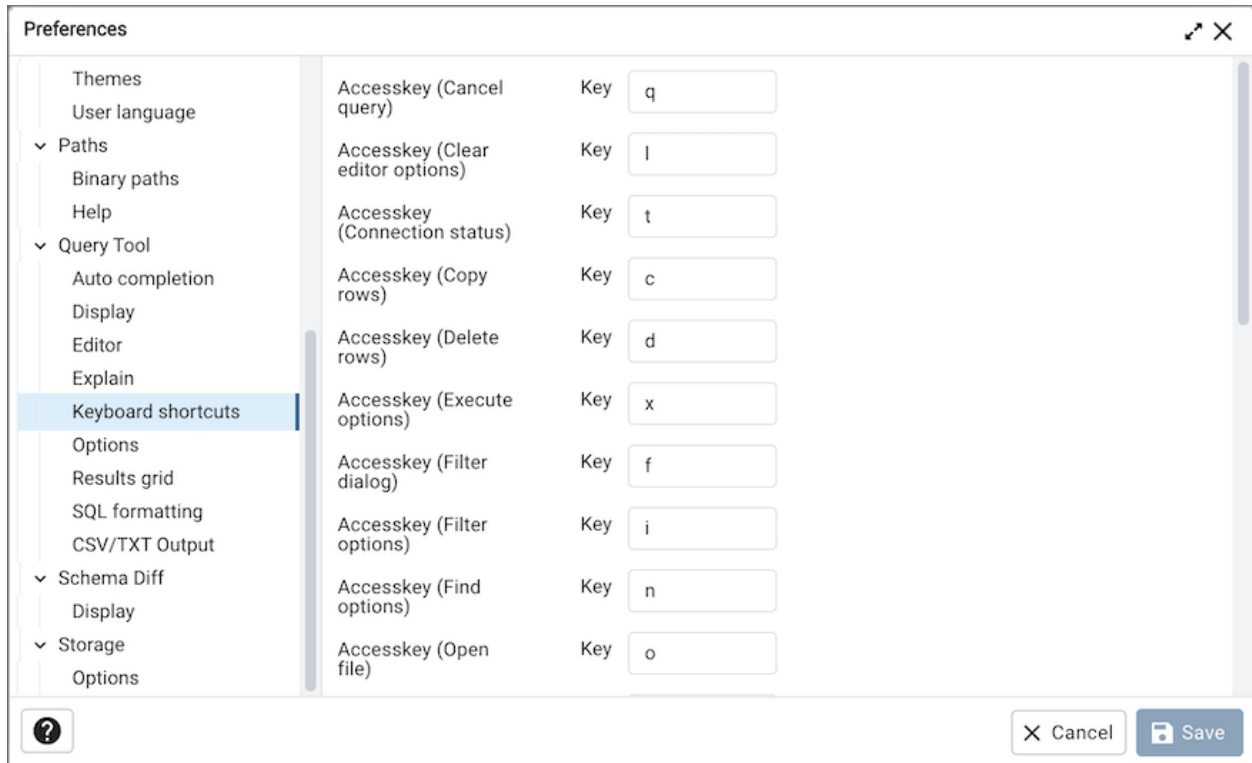 Preferences
Themes
User language
Paths
Binary paths
Help
Query Tool
Auto completion
Display
Editor
Explain
Keyboard shortcuts
Options
Results grid
SQL formatting
CSV/TXT Output
Schema Diff
Display
Storage
Options
Accesskey (Cancel
query)
Key q
Accesskey (Clear
editor options)
Key l
Accesskey
(Connection status)
Key t
Accesskey (Copy
rows)
Key c
Accesskey (Delete
rows)
Key d
Accesskey (Execute
options)
Key x
Accesskey (Filter
dialog)
Key f
Accesskey (Filter
options)
Key i
Accesskey (Find
options)
Key n
Accesskey (Open
file)
Key o
?
Cancel
Save